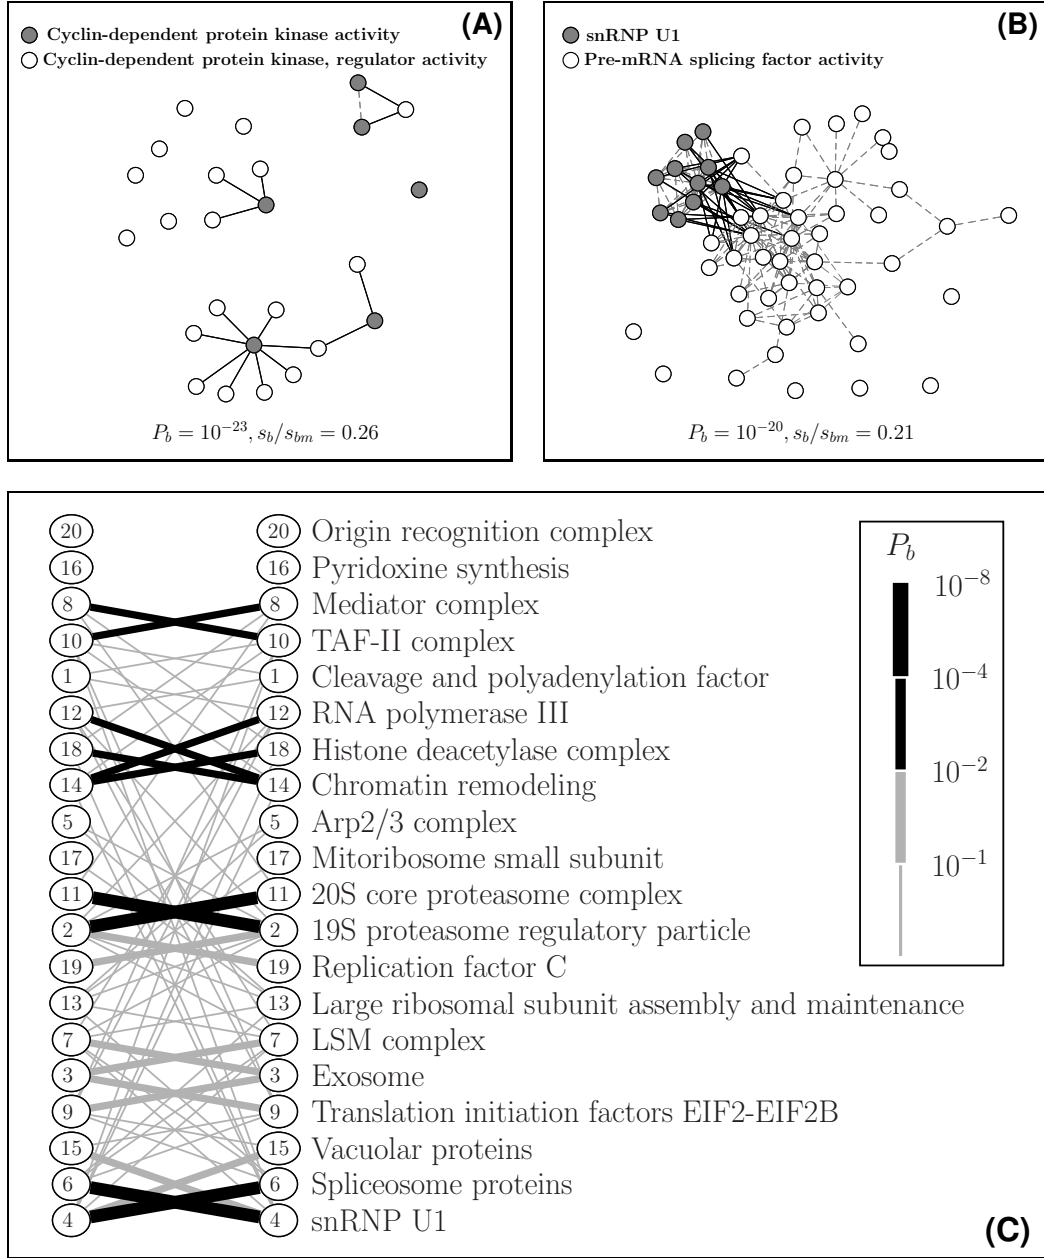 (A)
Cyclin-dependent protein kinase activity
Cyclin-dependent protein kinase, regulator activity
P_b = 10^{-23}, s_b/s_{bm} = 0.26
(B)
snRNP U1
Pre-mRNA splicing factor activity
P_b = 10^{-20}, s_b/s_{bm} = 0.21
20 20 Origin recognition complex
16 16 Pyridoxine synthesis
8 8 Mediator complex
10 10 TAF-II complex
1 1 Cleavage and polyadenylation factor
12 12 RNA polymerase III
18 18 Histone deacetylase complex
14 14 Chromatin remodeling
5 5 Arp2/3 complex
17 17 Mitoribosome small subunit
11 11 20S core proteasome complex
2 2 19S proteasome regulatory particle
19 19 Replication factor C
13 13 Large ribosomal subunit assembly and maintenance
7 7 LSM complex
3 3 Exosome
9 9 Translation initiation factors EIF2-EIF2B
15 15 Vacuolar proteins
6 6 Spliceosome proteins
4 4 snRNP U1
P_b
10^{-8}
10^{-4}
10^{-2}
10^{-1}
(C)